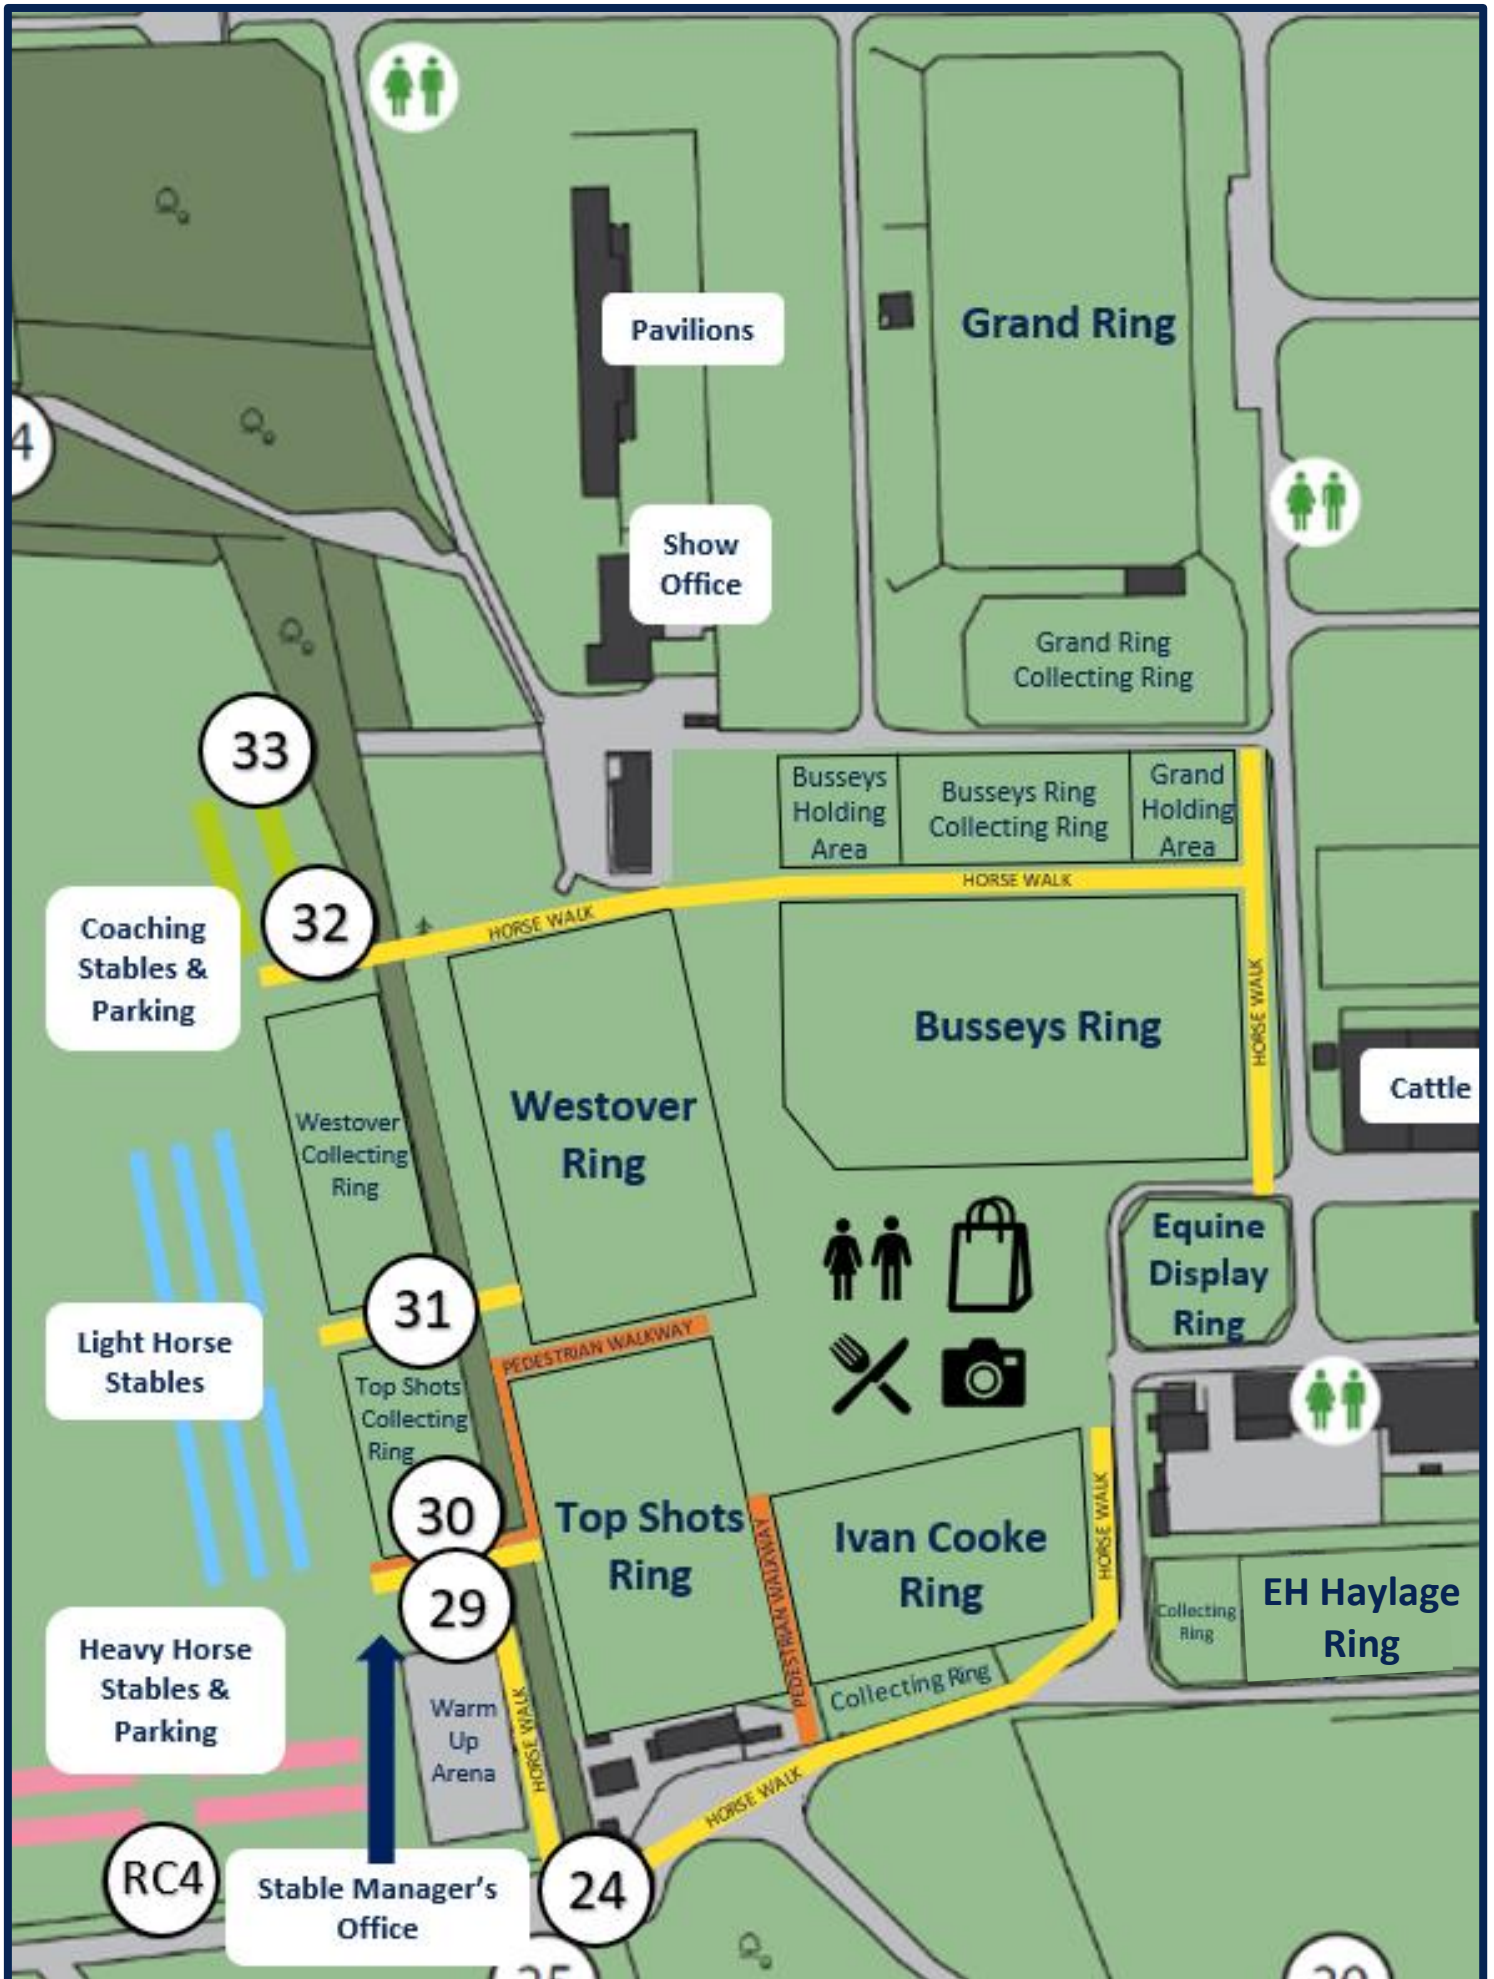 Pavilions
Grand Ring
4
Show
Office
Grand Ring
Collecting Ring
33
Busseys
Holding
Area
Busseys Ring
Collecting Ring
Grand
Holding
Area
HORSE WALK
32
HORSE WALK
Coaching
Stables &
Parking
HORSE WALK
Busseys Ring
Cattle
Westover
Ring
Westover
Collecting
Ring
Equine
Display
Ring
31
Light Horse
Stables
PEDESTRIAN WALKWAY
Top Shots
Collecting
Ring
30
Top Shots
Ring
PEDESTRIAN WALKWAY
Ivan Cooke
Ring
HORSE WALK
29
Collecting
Ring
EH Haylage
Ring
Heavy Horse
Stables &
Parking
Warm
Up
Arena
HORSE WALK
Collecting Ring
HORSE WALK
RC4
Stable Manager's
Office
24